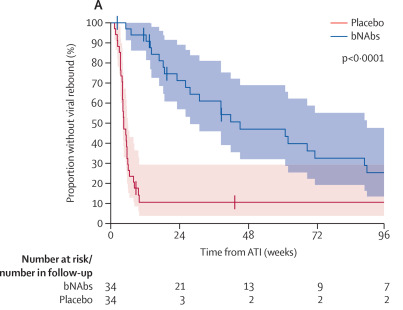 A
Placebo
bNAbs
p<0·0001
Proportion without viral rebound (%)
100
90
80
70
60
50
40
30
20
10
0
0 24 48 72 96
Time from ATI (weeks)
Number at risk/
number in follow-up
bNAbs 34 21 13 9 7
Placebo 34 3 2 2 2